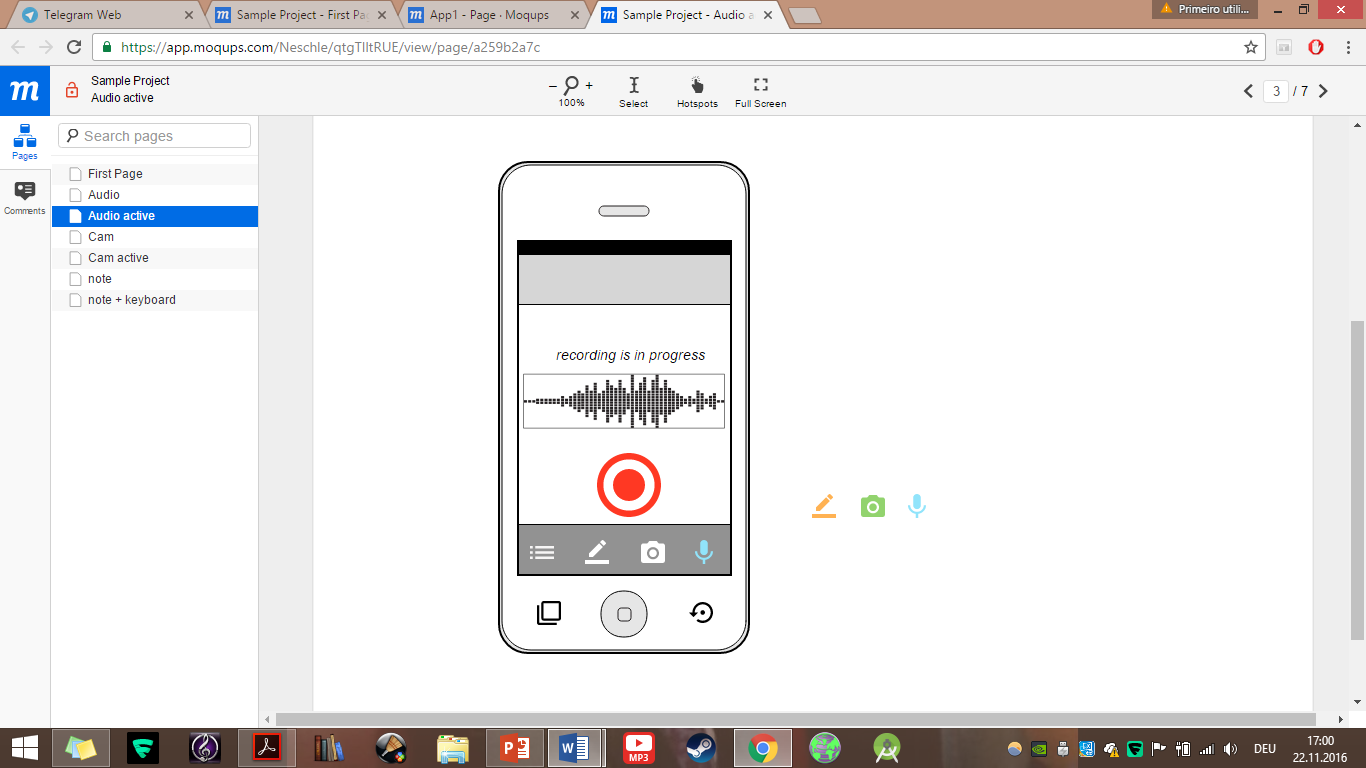 Telegram Web
Sample Project - First Pa
App1 - Page · Moqups
Sample Project - Audio a
Primeiro utili...
https://app.moqups.com/Neschle/qtgTIItRUE/view/page/a259b2a7c
m
Sample Project
Audio active
− +
100%
Select
Hotspots
Full Screen
3 / 7
Pages
Comments
Search pages
First Page
Audio
Audio active
Cam
Cam active
note
note + keyboard
recording is in progress
MP3
DEU
17:00
22.11.2016